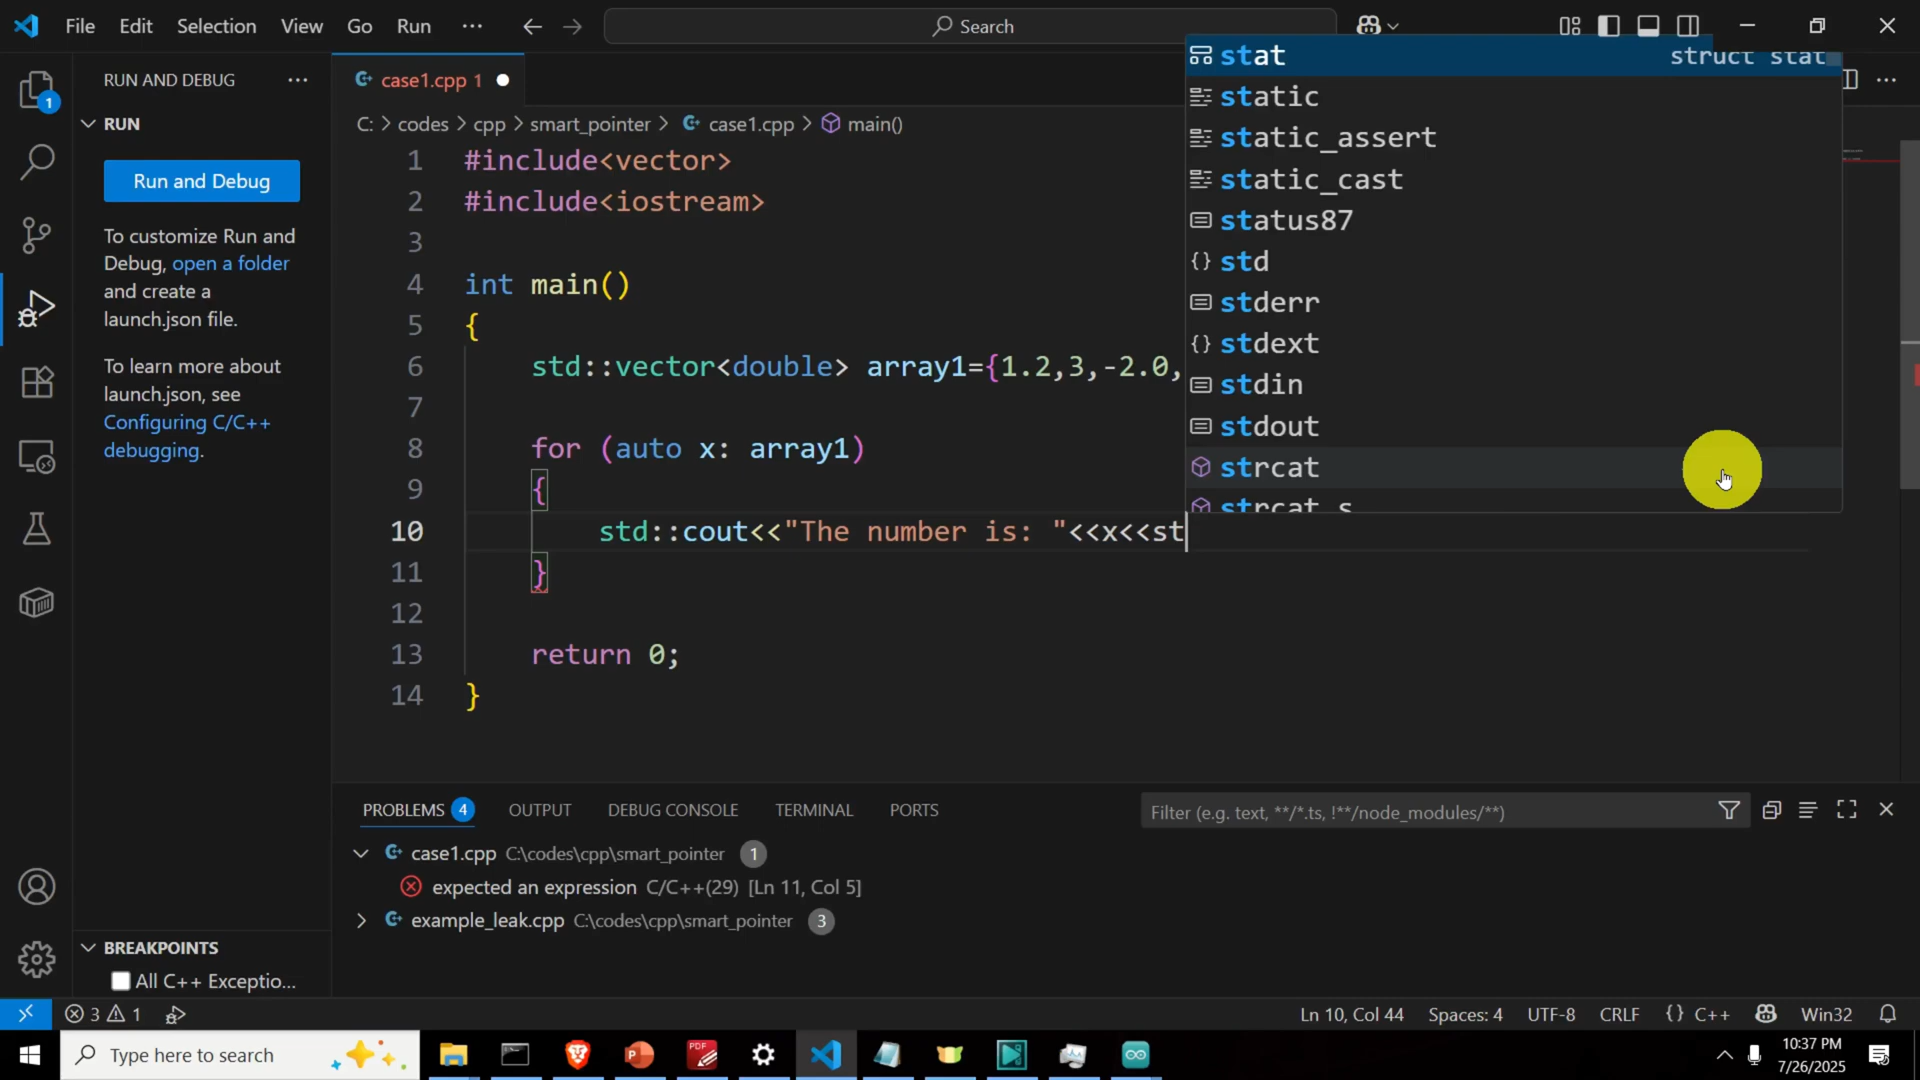 File Edit Selection View Go Run ··· Search
RUN AND DEBUG ···
RUN
Run and Debug
To customize Run and
Debug, open a folder
and create a
launch.json file.
To learn more about
launch.json, see
Configuring C/C++
debugging.
BREAKPOINTS
All C++ Exceptio...
case1.cpp 1
C: > codes > cpp > smart_pointer > case1.cpp > main()
1 #include<vector>
2 #include<iostream>
3
4 int main()
5 {
6 std::vector<double> array1={1.2,3,-2.0,
7
8 for (auto x: array1)
9 {
10 std::cout<<"The number is: "<<x<<st
11 }
12
13 return 0;
14 }
stat struct stat
static
static_assert
static_cast
status87
std
stderr
stdext
stdin
stdout
strcat
strcat_s
PROBLEMS 4 OUTPUT DEBUG CONSOLE TERMINAL PORTS
Filter (e.g. text, **/*.ts, !**/node_modules/**)
case1.cpp C:\codes\cpp\smart_pointer 1
expected an expression C/C++(29) [Ln 11, Col 5]
example_leak.cpp C:\codes\cpp\smart_pointer 3
3 1
Ln 10, Col 44 Spaces: 4 UTF-8 CRLF {} C++ Win32
Type here to search
PDF
10:37 PM
7/26/2025